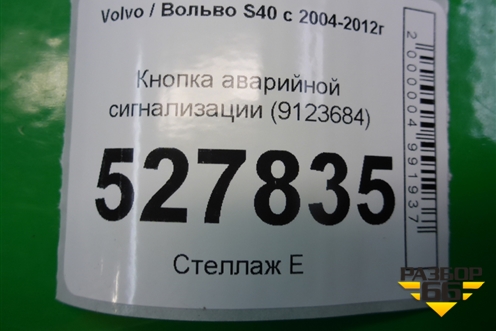 Volvo / Вольво S40 с 2004-2012г
Кнопка аварийной
сигнализации (9123684)
527835
Стеллаж Е
2000004991937
РАЗБОР
66